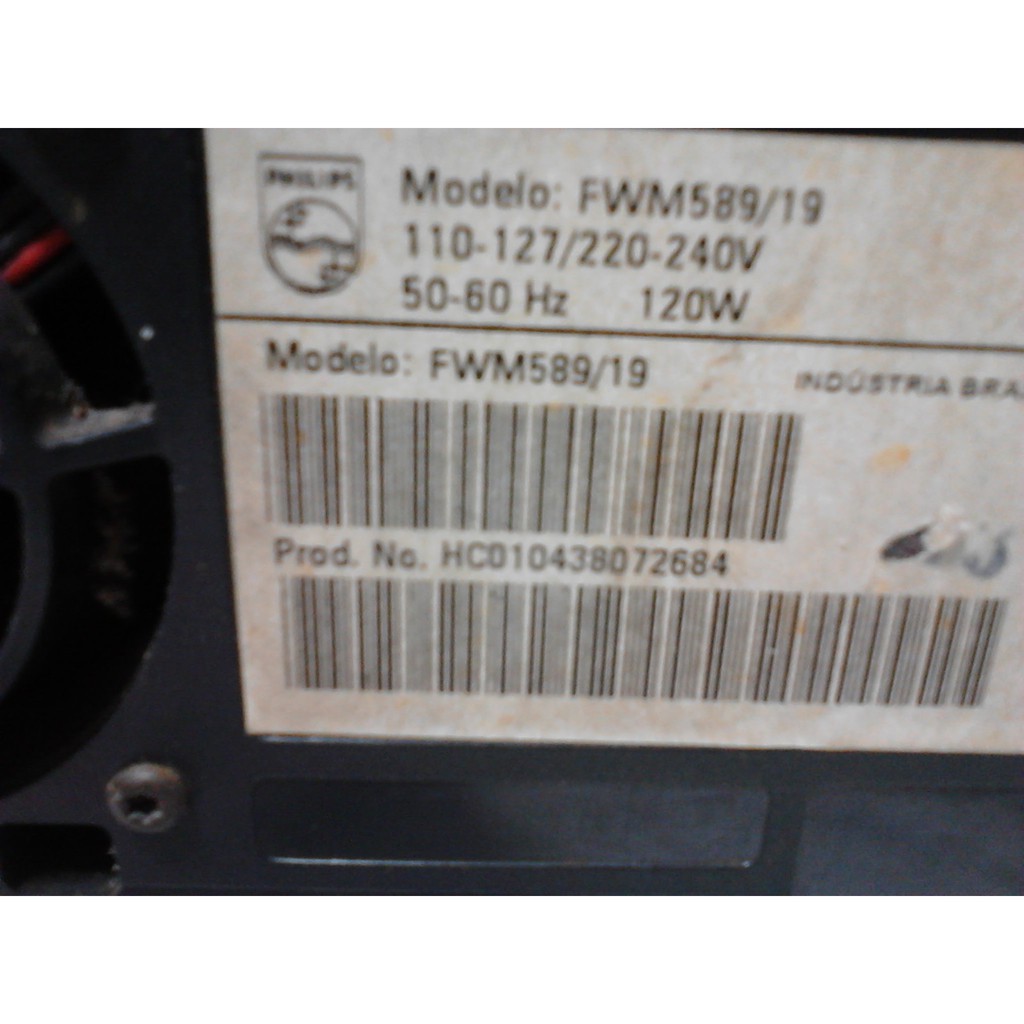 PHILIPS
Modelo: FWM589/19
110-127/220-240V
50-60 Hz 120W
Modelo: FWM589/19
INDÚSTRIA BRA
Prod. No. HC010438072684